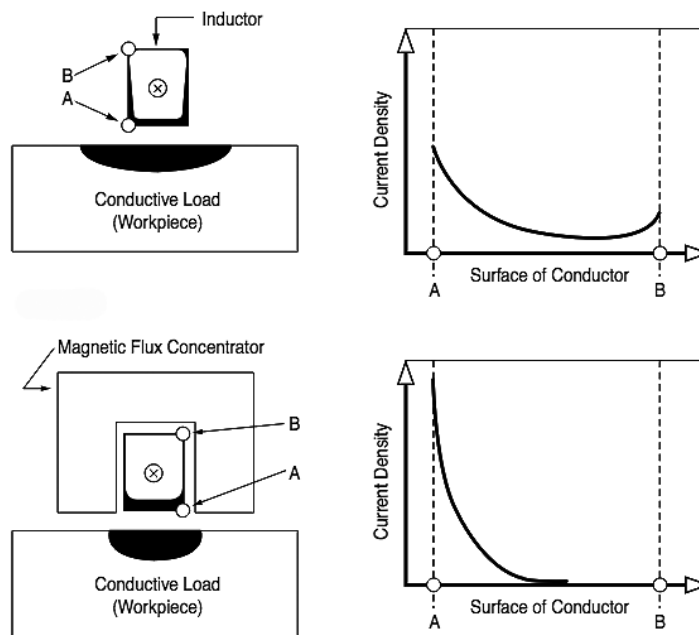 Inductor
B
A
Conductive Load
(Workpiece)
Current Density
Surface of Conductor
A
B
Magnetic Flux Concentrator
B
A
Conductive Load
(Workpiece)
Current Density
Surface of Conductor
A
B